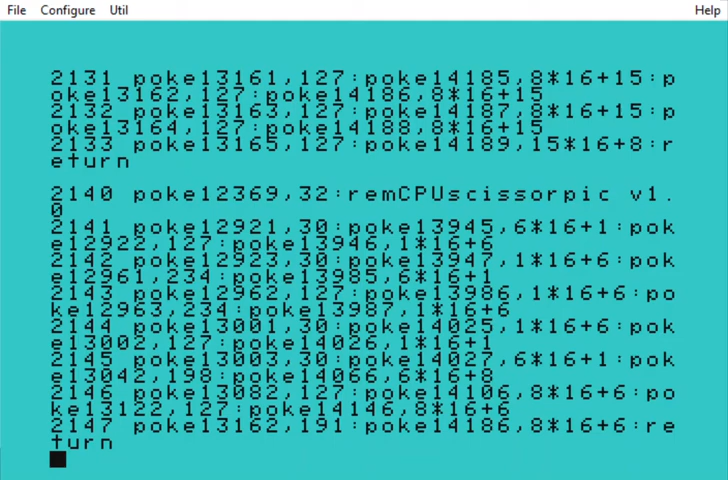 File Configure Util Help
2131 poke13161,127:poke14185,8*16+15:p
oke13162,127:poke14186,8*16+15
2132 poke13163,127:poke14187,8*16+15:p
oke13164,127:poke14188,8*16+15
2133 poke13165,127:poke14189,15*16+8:r
eturn
2140 poke12369,32:remCPUscissorpic v1.
0
2141 poke12921,30:poke13945,6*16+1:pok
e12922,127:poke13946,1*16+6
2142 poke12923,30:poke13947,1*16+6:pok
e12961,234:poke13985,6*16+1
2143 poke12962,127:poke13986,1*16+6:po
ke12963,234:poke13987,1*16+6
2144 poke13001,30:poke14025,1*16+6:pok
e13002,127:poke14026,1*16+1
2145 poke13003,30:poke14027,6*16+1:pok
e13042,198:poke14066,6*16+8
2146 poke13082,127:poke14106,8*16+6:po
ke13122,127:poke14146,8*16+6
2147 poke13162,191:poke14186,8*16+6:re
turn